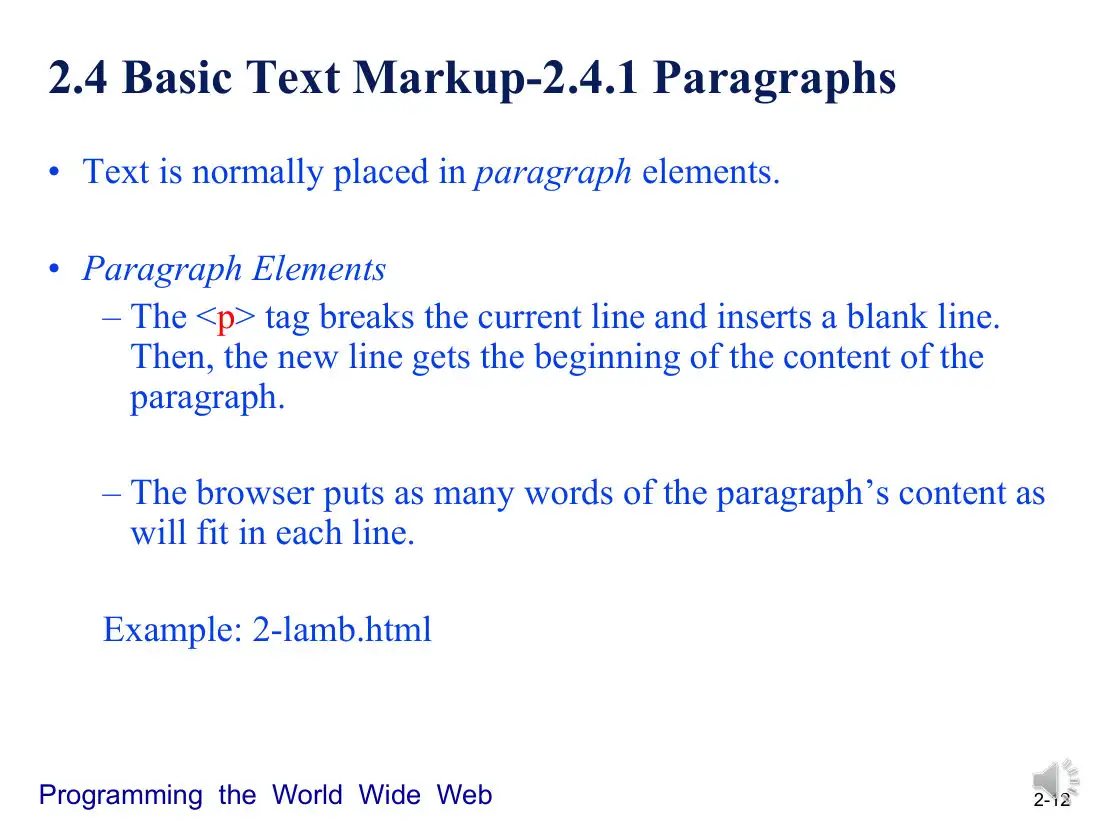 2.4 Basic Text Markup-2.4.1 Paragraphs
• Text is normally placed in paragraph elements.
• Paragraph Elements
– The <p> tag breaks the current line and inserts a blank line.
Then, the new line gets the beginning of the content of the
paragraph.
– The browser puts as many words of the paragraph’s content as
will fit in each line.
Example: 2-lamb.html
Programming the World Wide Web
2-12